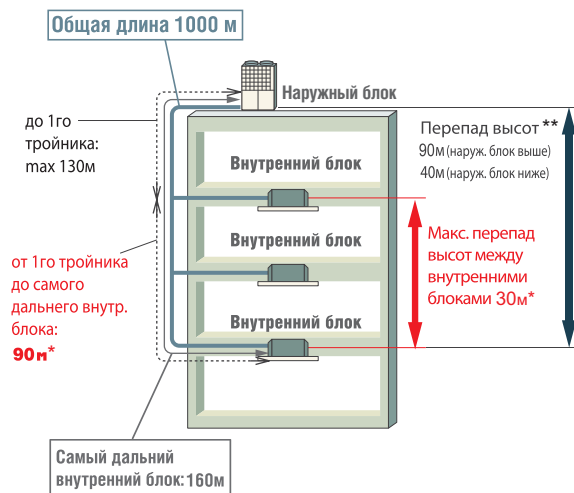 Общая длина 1000 м
Наружный блок
до 1го
тройника:
max 130м
Перепад высот **
90м (наруж. блок выше)
40м (наруж. блок ниже)
Внутренний блок
Внутренний блок
Макс. перепад
высот между
внутренними
блоками 30м*
от 1го тройника
до самого
дальнего внутр.
блока:
90м*
Внутренний блок
Самый дальний
внутренний блок: 160м